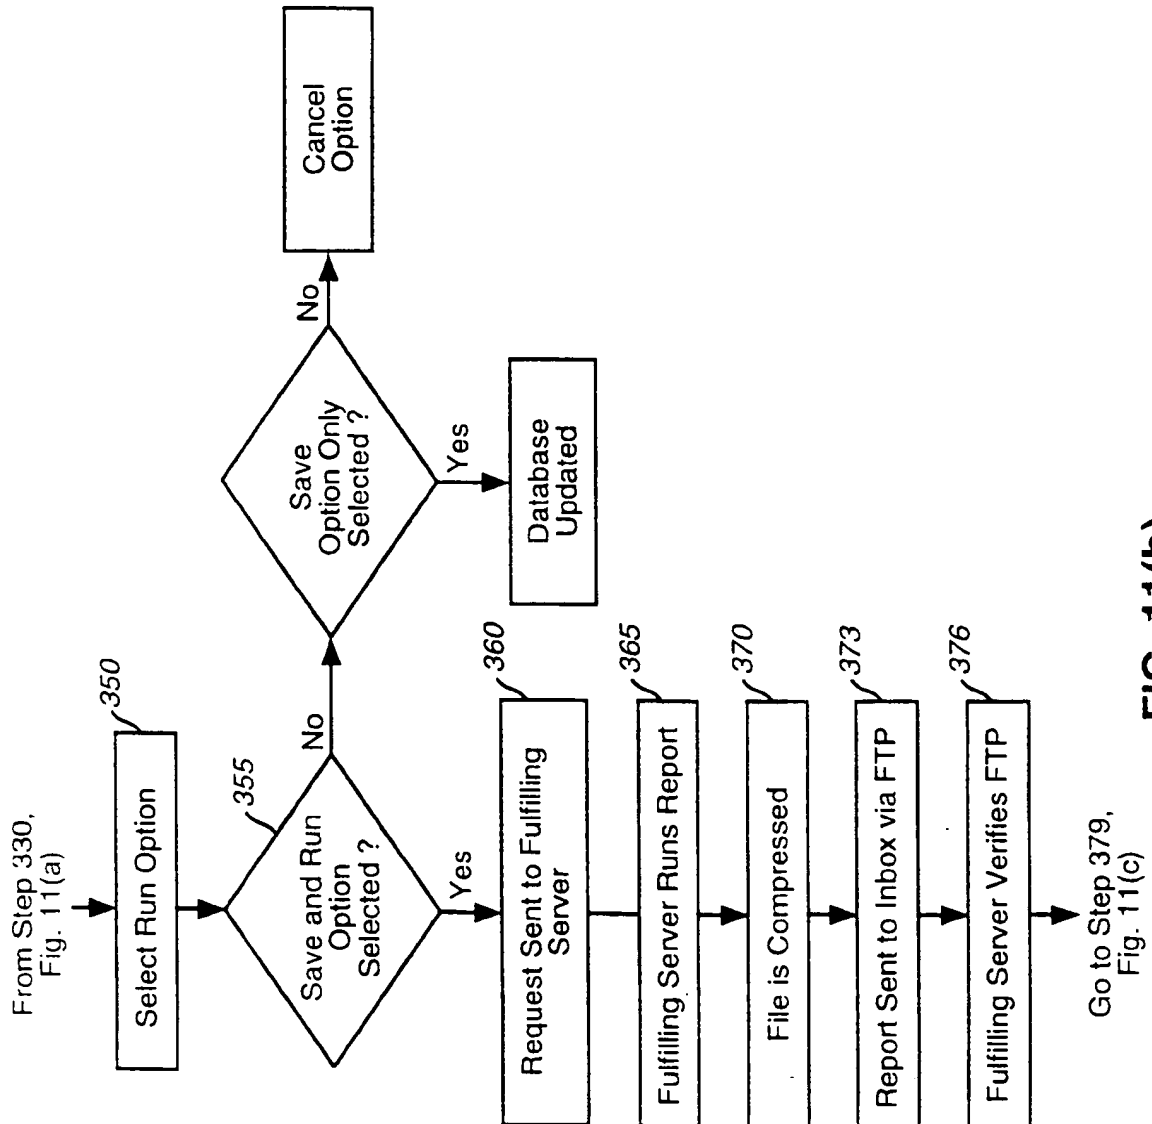 From Step 330,
Fig. 11(a)
350
Select Run Option
355
Save and Run
Option
Selected ?
No
Save
Option Only
Selected ?
No
Cancel
Option
Yes
Database
Updated
Yes
360
Request Sent to Fulfilling
Server
365
Fulfilling Server Runs Report
370
File is Compressed
373
Report Sent to Inbox via FTP
376
Fulfilling Server Verifies FTP
Go to Step 379,
Fig. 11(c)
FIG. 11(b)